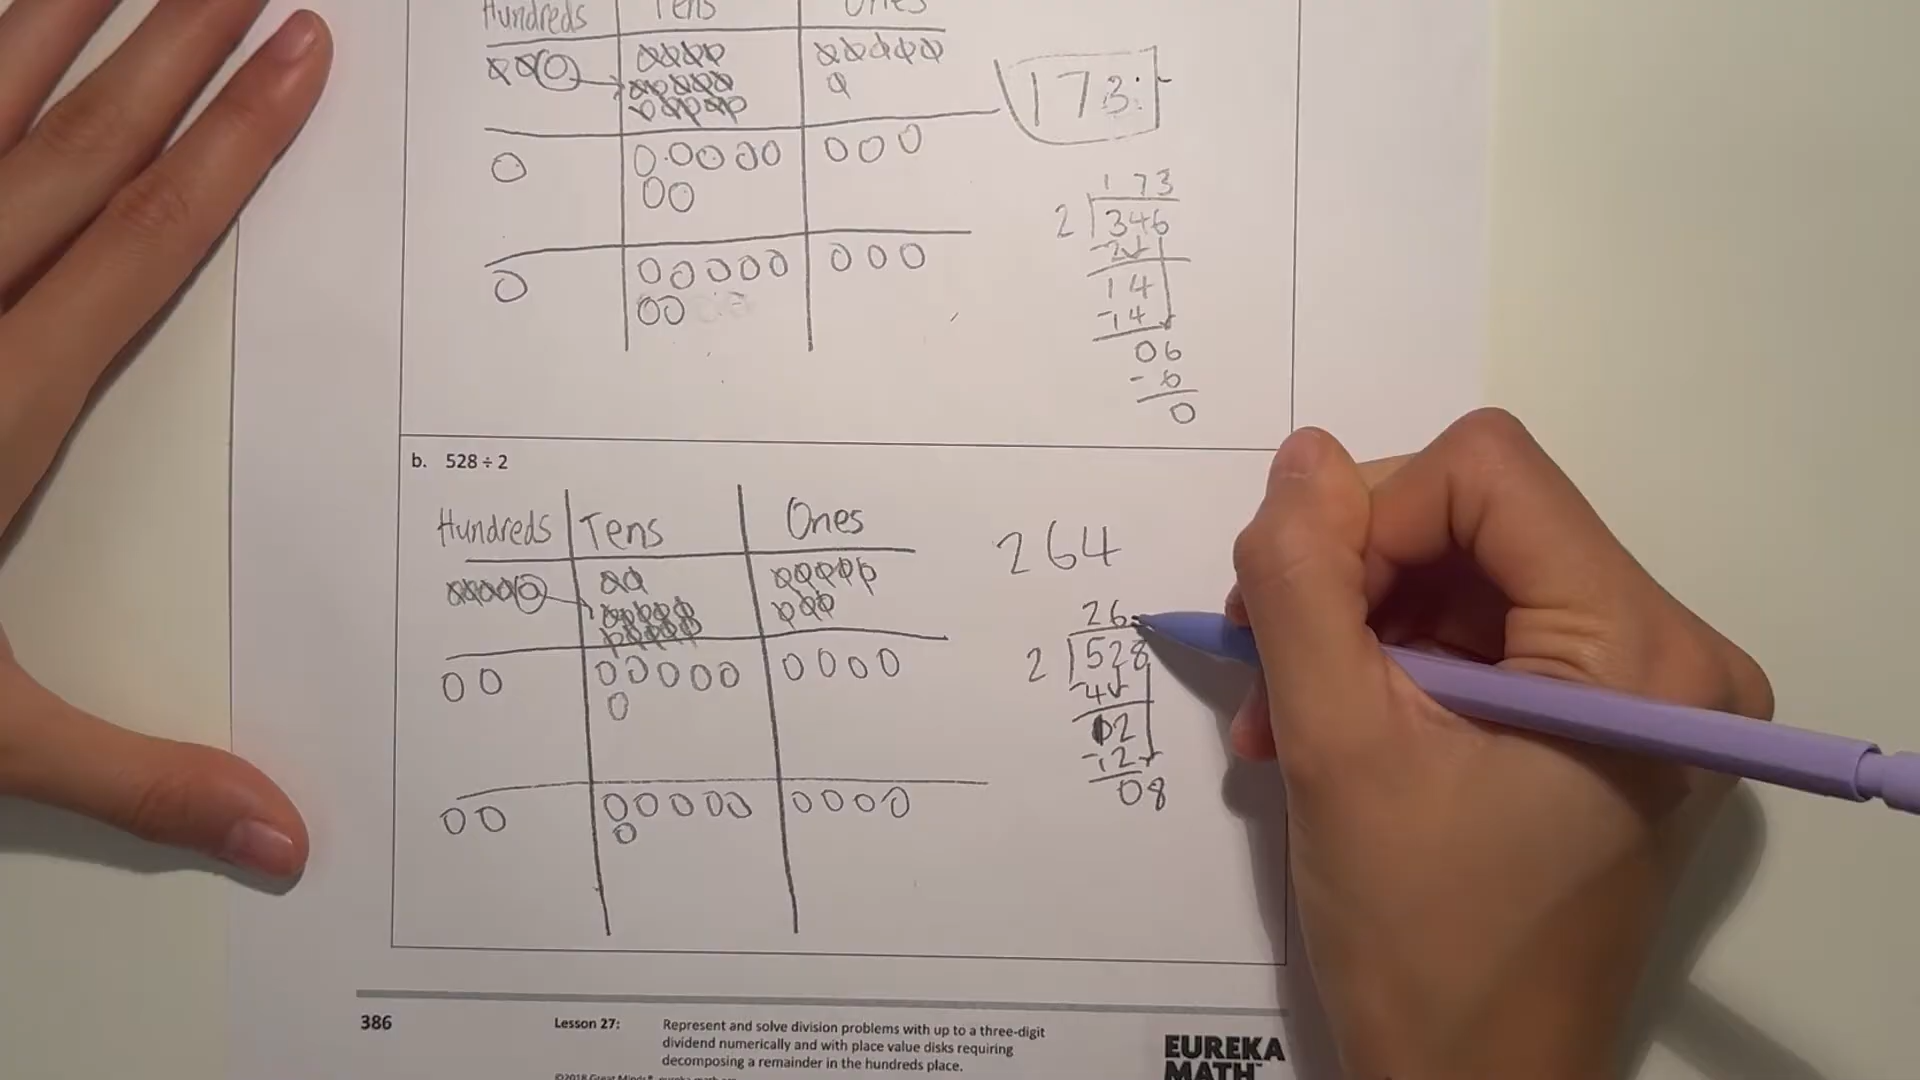 Hundreds Tens Ones
173
173
2 346
-2
14
-14
06
-6
0
b. 528 ÷ 2
Hundreds Tens Ones
264
26
2 528
-4
12
-12
08
386
Lesson 27: Represent and solve division problems with up to a three-digit
dividend numerically and with place value disks requiring
decomposing a remainder in the hundreds place.
EUREKA
MATH™